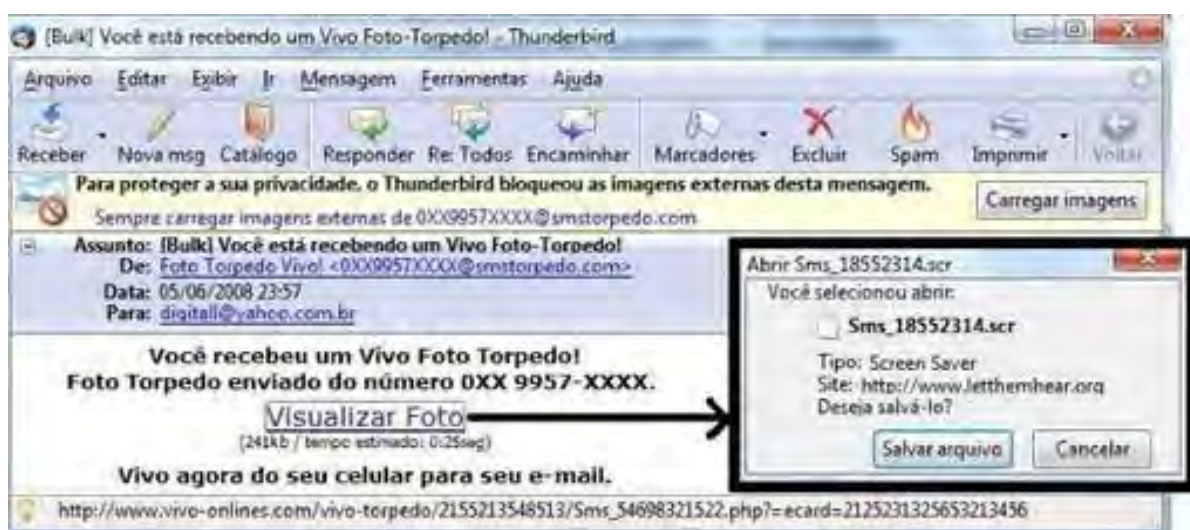 [Bulk] Você está recebendo um Vivo Foto-Torpedo! - Thunderbird
Arquivo Editar Exibir Ir Mensagem Ferramentas Ajuda
Receber Nova msg Catálogo Responder Re: Todos Encaminhar Marcadores Excluir Spam Imprimir Voltar
Para proteger a sua privacidade, o Thunderbird bloqueou as imagens externas desta mensagem.
Carregar imagens
Sempre carregar imagens externas de 0XX9957XXXX@smstorpedo.com
Assunto: [Bulk] Você está recebendo um Vivo Foto-Torpedo!
De: Foto Torpedo Vivo! <0XX9957XXXX@smstorpedo.com>
Data: 05/06/2008 23:57
Para: digitall@yahoo.com.br
Você recebeu um Vivo Foto Torpedo!
Foto Torpedo enviado do número 0XX 9957-XXXX.
Visualizar Foto
(241kb / tempo estimado: 0:25seg)
Vivo agora do seu celular para seu e-mail.
Abrir Sms_18552314.scr
Você selecionou abrir:
Sms_18552314.scr
Tipo: Screen Saver
Site: http://www.letthemhear.org
Deseja salvá-lo?
Salvar arquivo Cancelar
http://www.vivo-onlines.com/vivo-torpedo/2155213548513/Sms_54698321522.php?=ecard=2125231325653213456